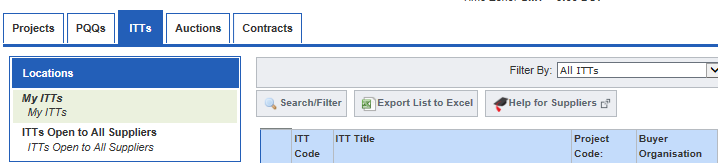 Projects PQQs ITTs Auctions Contracts
Locations
My ITTs
My ITTs
ITTs Open to All Suppliers
ITTs Open to All Suppliers
Filter By: All ITTs
Search/Filter Export List to Excel Help for Suppliers
ITT Code ITT Title Project Code: Buyer Organisation